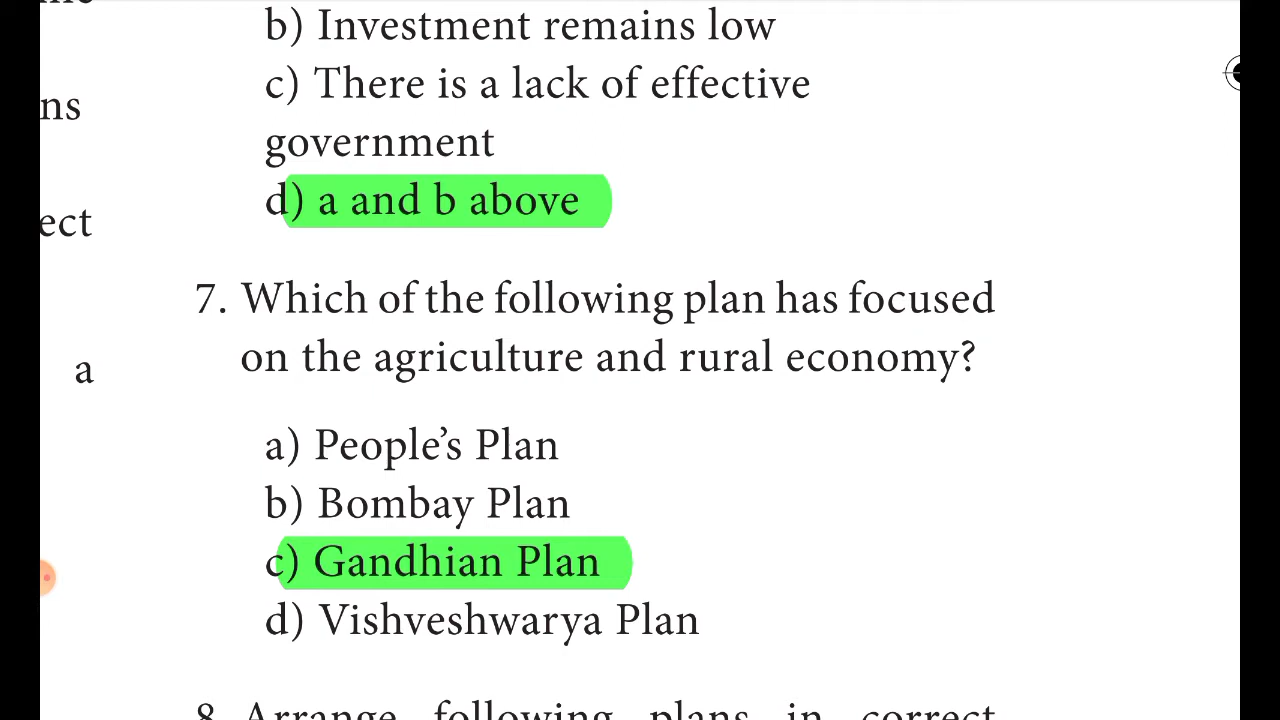 b) Investment remains low
c) There is a lack of effective
government
d) a and b above
ns
ect
a
7. Which of the following plan has focused
on the agriculture and rural economy?
a) People’s Plan
b) Bombay Plan
c) Gandhian Plan
d) Vishveshwarya Plan
8. Arrange following plans in correct